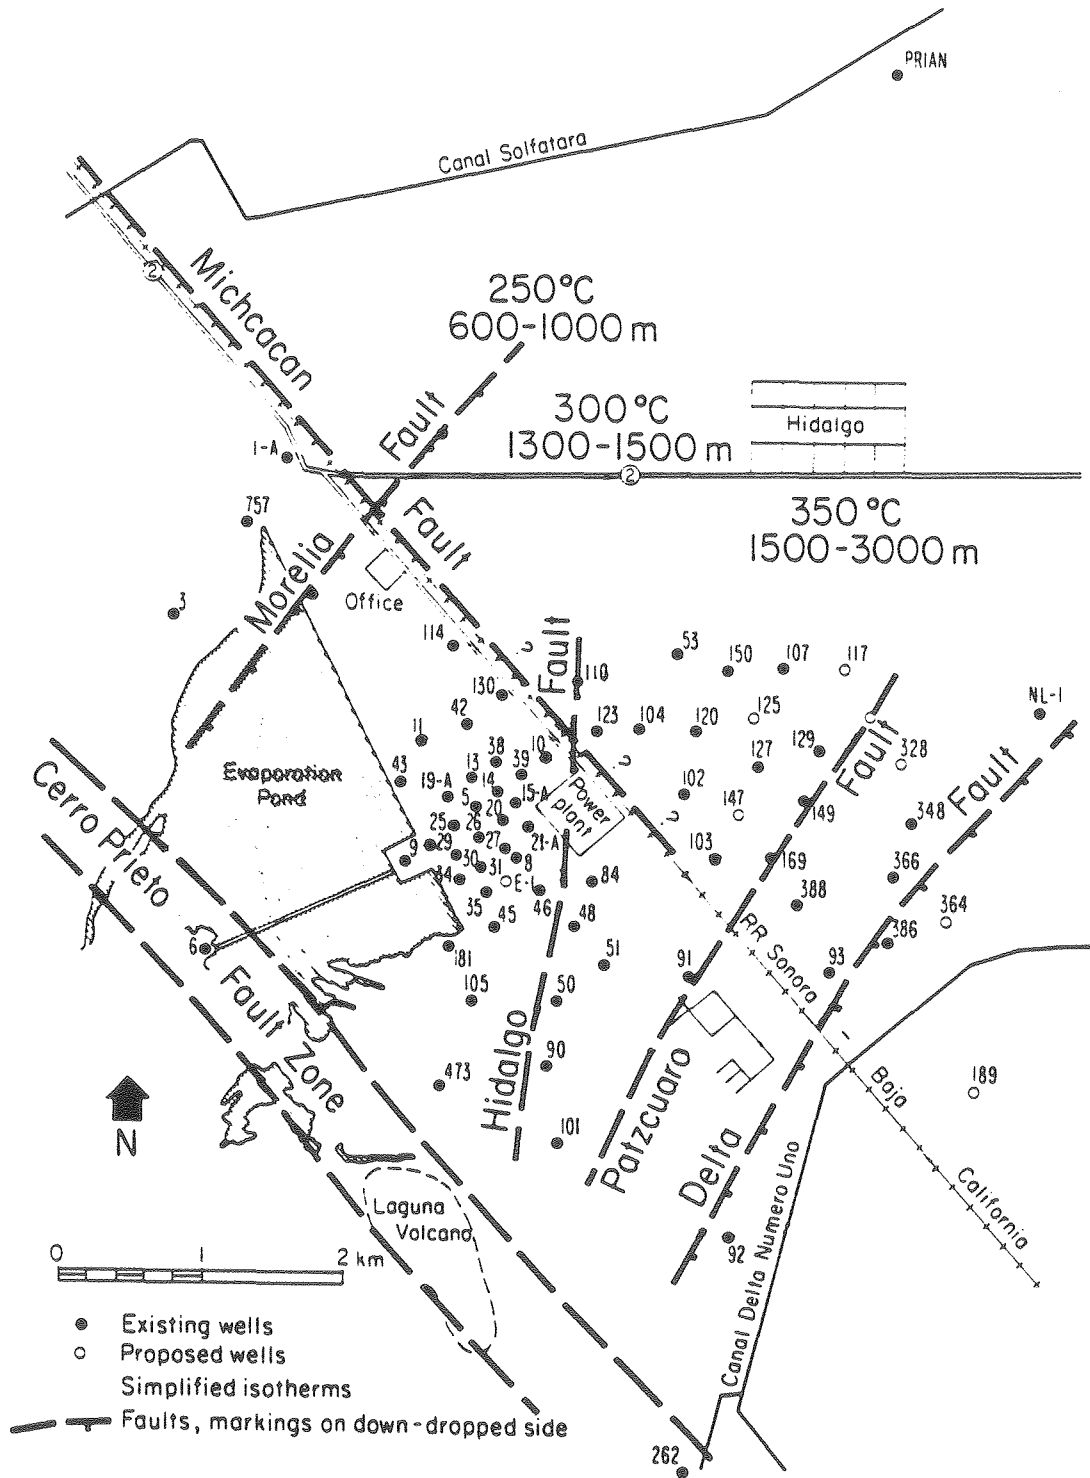 PRIAN
Canal Solfatara
2
Michcacan
Fault
250°C
600-1000 m
300°C
1300-1500 m
Hidalgo
2
350°C
1500-3000 m
1-A
757
Morelia
Fault
3
Office
114
?
Fault
53
150
107
117
110
130
NL-1
42
123
104
120
125
11
10
129
328
38
39
?
127
43
13
Fault
Fault
Evaporation
Pond
19-A
14
15-A
102
5
20
Power
plant
147
149
348
25
26
?
Cerro Prieto
9
29
27
21-A
103
169
30
31
8
84
366
34
E-1
388
364
35
46
45
48
386
6
181
51
91
RR Sonora
93
Fault
Zone
105
50
Baja
California
473
90
189
Hidalgo
N
101
Patzcuaro
Delta
Laguna
Volcano
92
Canal Delta Numero Uno
0 1 2 km
Existing wells
Proposed wells
Simplified isotherms
Faults, markings on down-dropped side
262